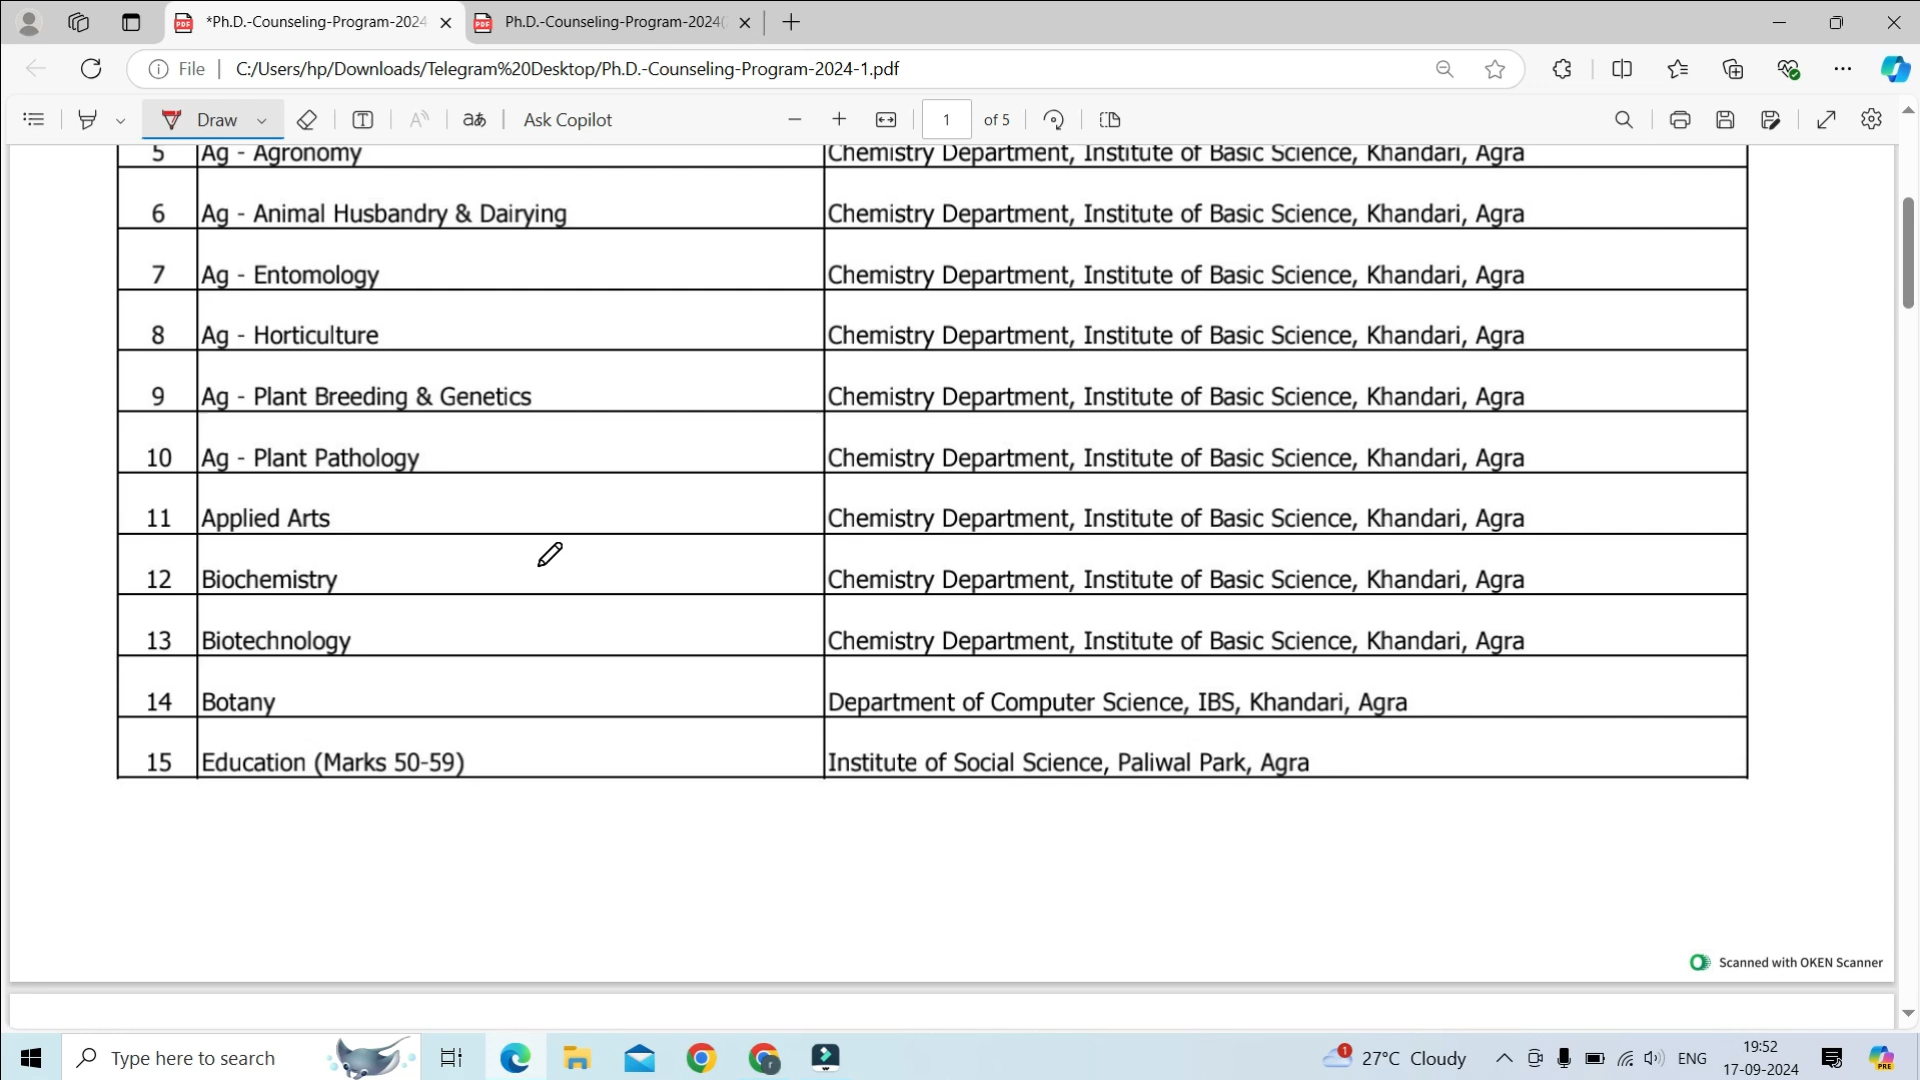 *Ph.D.-Counseling-Program-2024
Ph.D.-Counseling-Program-2024(
File
C:/Users/hp/Downloads/Telegram%20Desktop/Ph.D.-Counseling-Program-2024-1.pdf
Draw
Ask Copilot
1 of 5
5 Ag - Agronomy Chemistry Department, Institute of Basic Science, Khandari, Agra
6 Ag - Animal Husbandry & Dairying Chemistry Department, Institute of Basic Science, Khandari, Agra
7 Ag - Entomology Chemistry Department, Institute of Basic Science, Khandari, Agra
8 Ag - Horticulture Chemistry Department, Institute of Basic Science, Khandari, Agra
9 Ag - Plant Breeding & Genetics Chemistry Department, Institute of Basic Science, Khandari, Agra
10 Ag - Plant Pathology Chemistry Department, Institute of Basic Science, Khandari, Agra
11 Applied Arts Chemistry Department, Institute of Basic Science, Khandari, Agra
12 Biochemistry Chemistry Department, Institute of Basic Science, Khandari, Agra
13 Biotechnology Chemistry Department, Institute of Basic Science, Khandari, Agra
14 Botany Department of Computer Science, IBS, Khandari, Agra
15 Education (Marks 50-59) Institute of Social Science, Paliwal Park, Agra
Scanned with OKEN Scanner
Type here to search
1
27°C Cloudy
ENG
19:52
17-09-2024
PRE